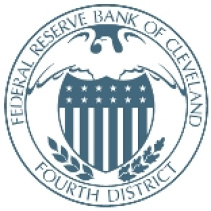 FEDERAL RESERVE BANK OF CLEVELAND
FOURTH DISTRICT